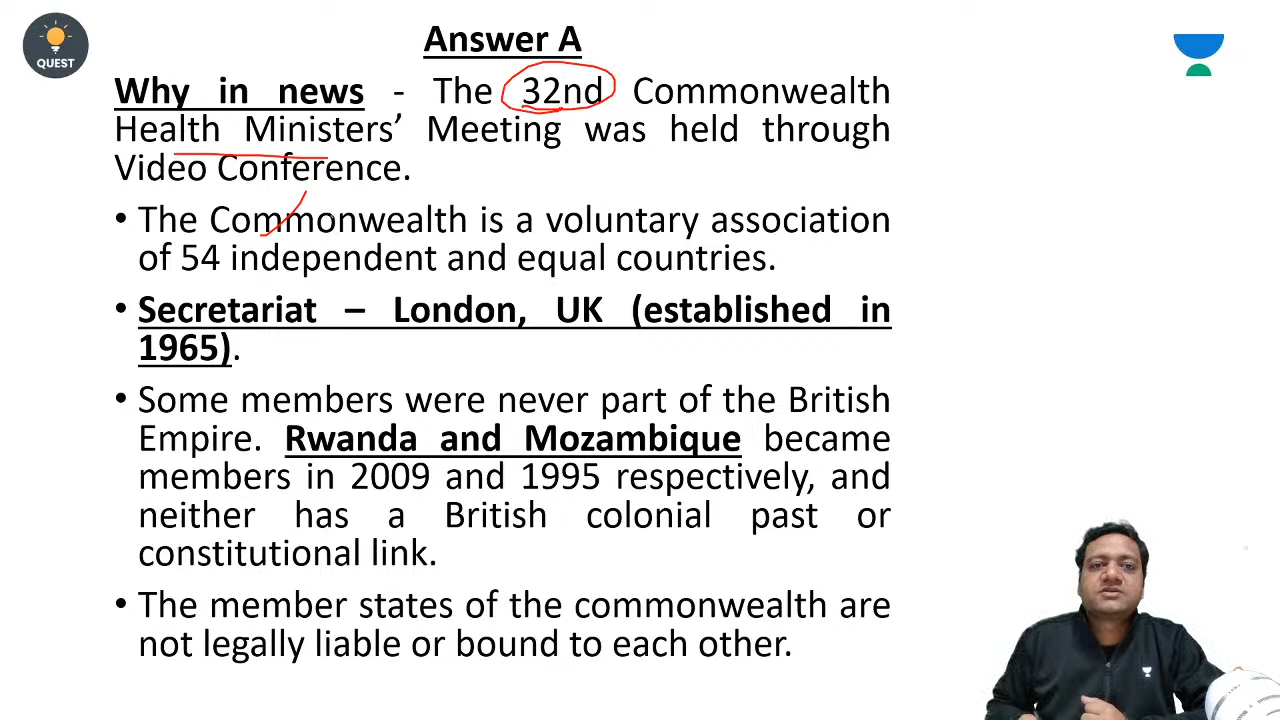 QUEST
Answer A
Why in news - The 32nd Commonwealth
Health Ministers’ Meeting was held through
Video Conference.
• The Commonwealth is a voluntary association
of 54 independent and equal countries.
• Secretariat – London, UK (established in
1965).
• Some members were never part of the British
Empire. Rwanda and Mozambique became
members in 2009 and 1995 respectively, and
neither has a British colonial past or
constitutional link.
• The member states of the commonwealth are
not legally liable or bound to each other.